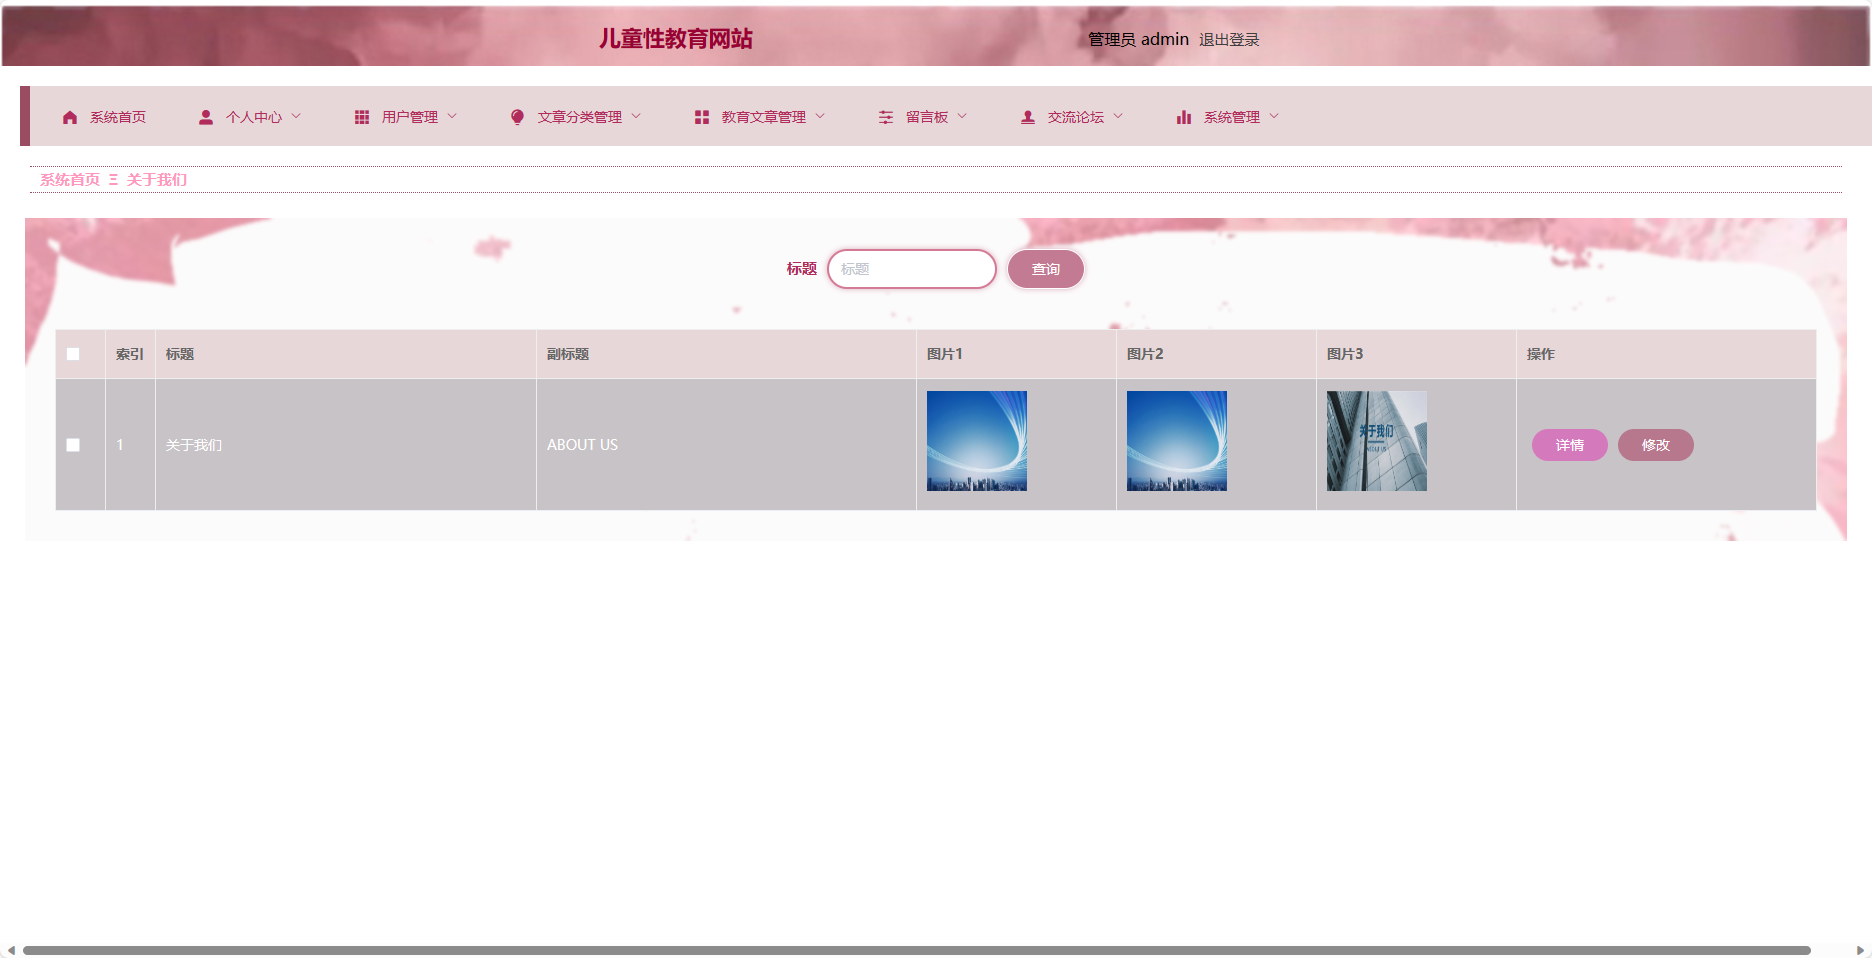 儿童性教育网站
管理员 admin 退出登录
系统首页 个人中心 用户管理 文章分类管理 教育文章管理 留言板 交流论坛 系统管理
系统首页 Ξ 关于我们
标题 标题 查询
索引 标题 副标题 图片1 图片2 图片3 操作
1 关于我们 ABOUT US 关于我们 详情 修改